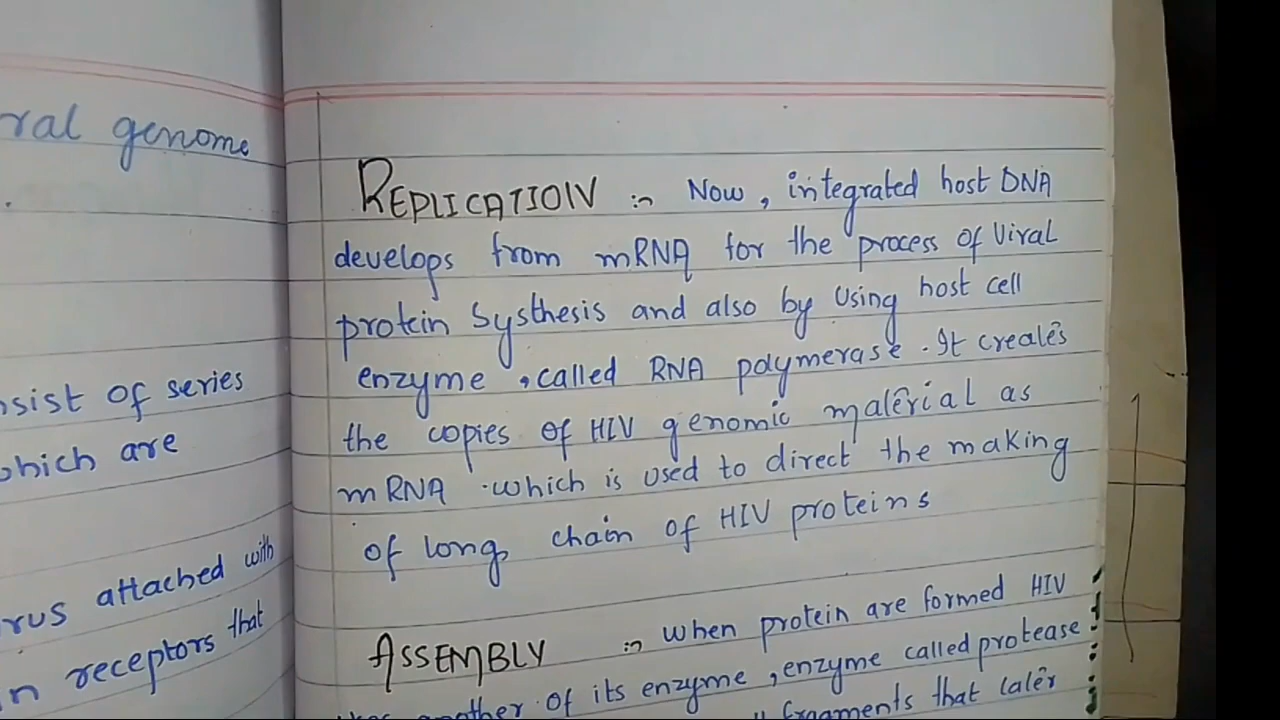 ral genome
nsist of series
which are
rus attached with
n receptors that
REPLICATION :- Now, integrated host DNA
develops from mRNA for the process of Viral
protein Systhesis and also by Using host cell
enzyme, called RNA polymerase. It creates
the copies of HIV genomic material as
mRNA .which is used to direct the making
of long, chain of HIV proteins
ASSEMBLY :- when protein are formed HIV
another of its enzyme, enzyme called protease
fragments that later